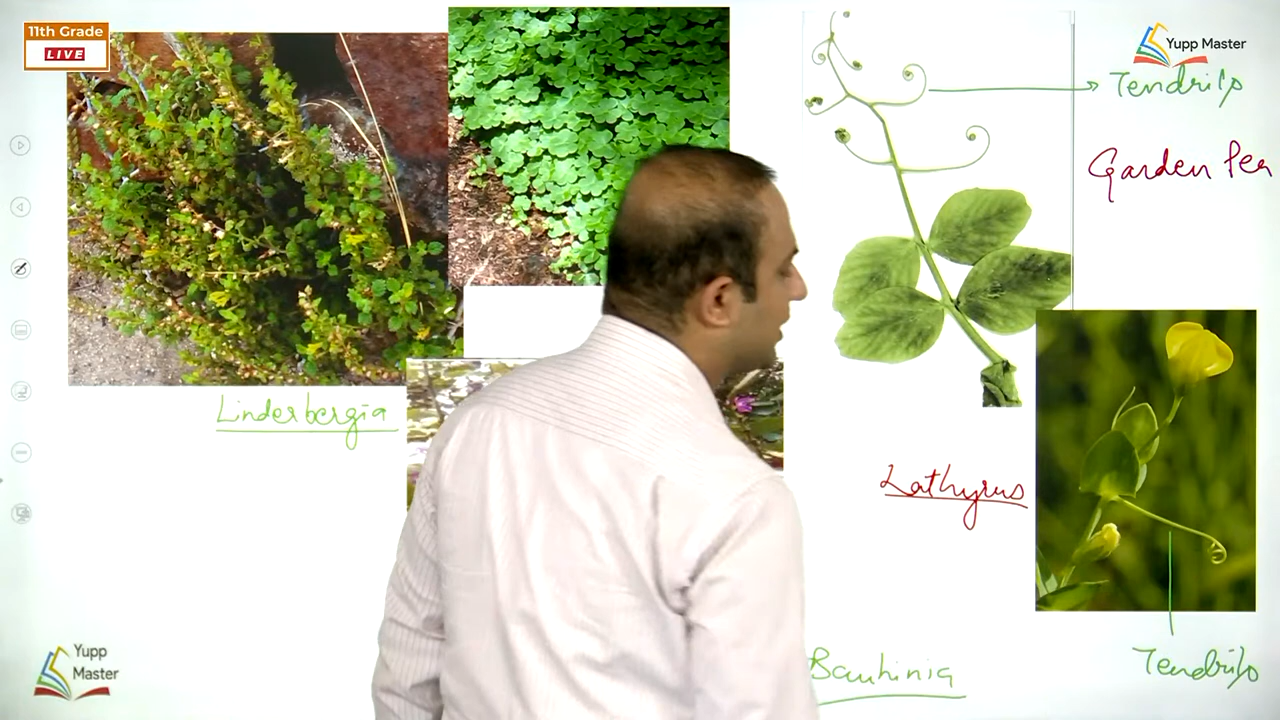 11th Grade
LIVE
Yupp Master
Tendrils
Garden Pea
Linderbergia
Lathyrus
Bauhinia
Tendrils
Yupp
Master